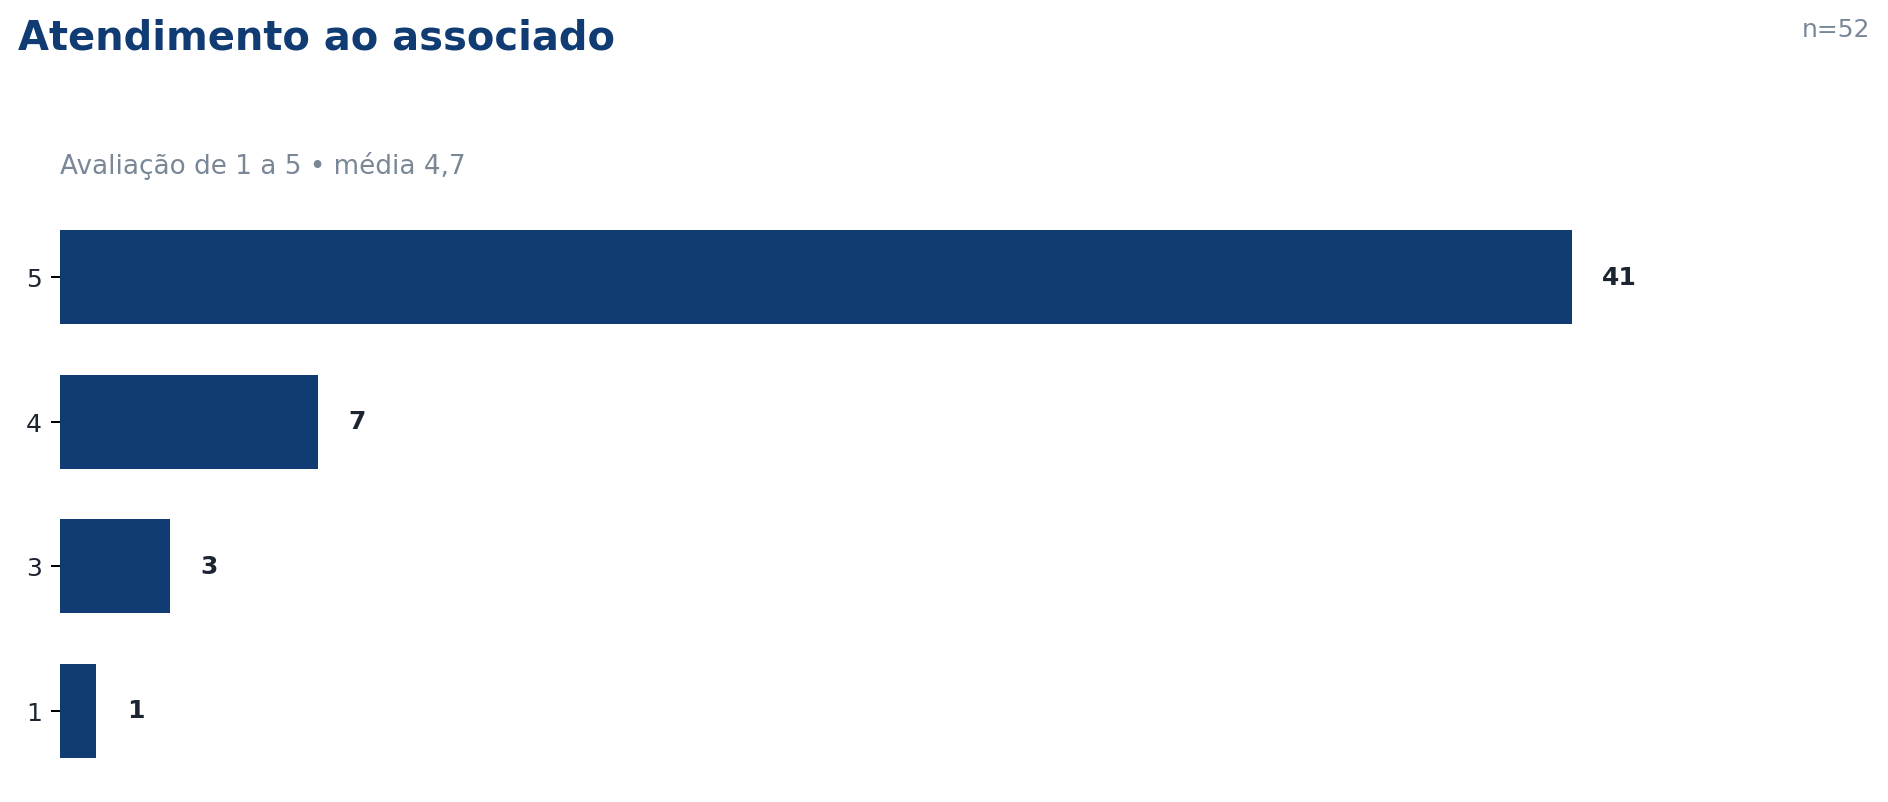 Atendimento ao associado
n=52
Avaliação de 1 a 5 • média 4,7
5 41
4 7
3 3
1 1